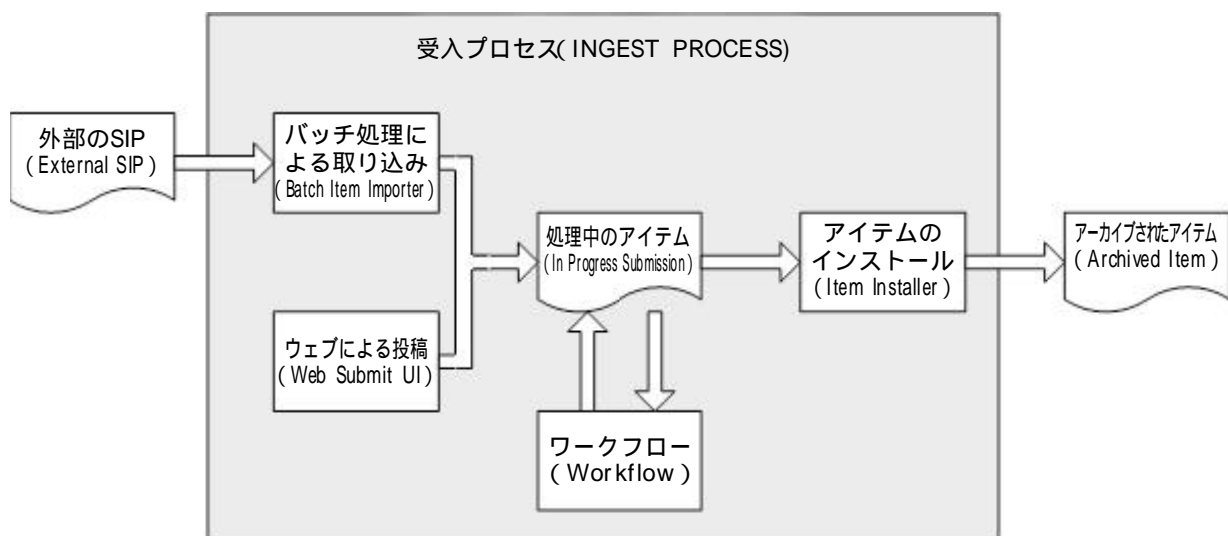 受入プロセス(INGEST PROCESS)
外部のSIP
(External SIP)
バッチ処理に
よる取り込み
(Batch Item Importer)
処理中のアイテム
(In Progress Submission)
アイテムの
インストール
(Item Installer)
アーカイブされたアイテム
(Archived Item)
ウェブによる投稿
(Web Submit UI)
ワークフロー
(Workflow)